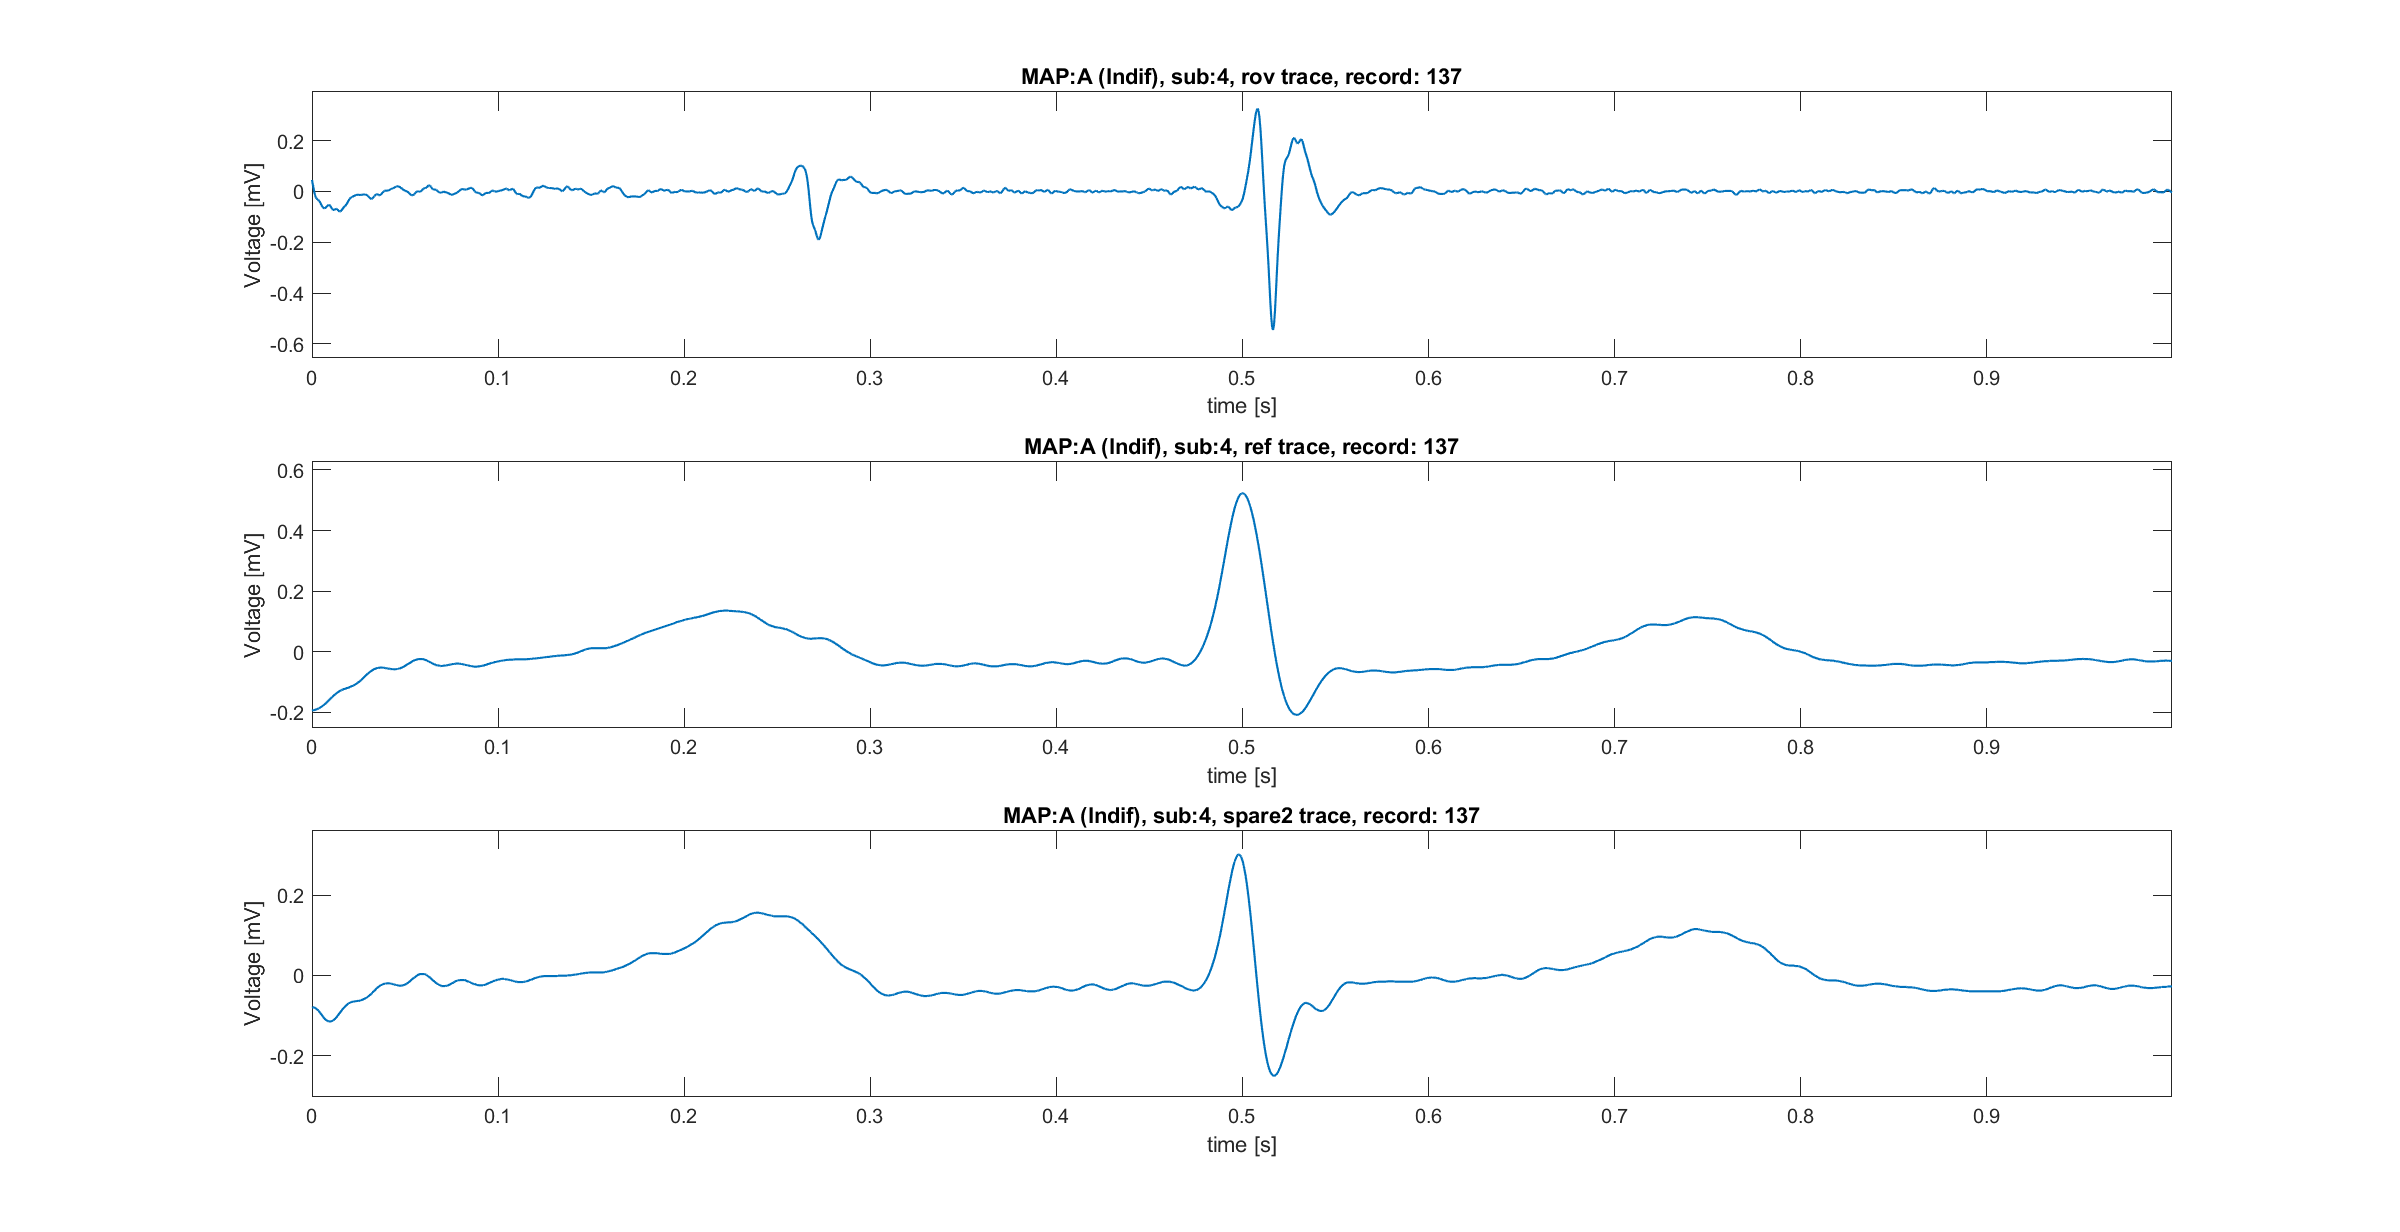 MAP:A (Indif), sub:4, rov trace, record: 137
Voltage [mV]
0.2
0
-0.2
-0.4
-0.6
0 0.1 0.2 0.3 0.4 0.5 0.6 0.7 0.8 0.9
time [s]
MAP:A (Indif), sub:4, ref trace, record: 137
Voltage [mV]
0.6
0.4
0.2
0
-0.2
0 0.1 0.2 0.3 0.4 0.5 0.6 0.7 0.8 0.9
time [s]
MAP:A (Indif), sub:4, spare2 trace, record: 137
Voltage [mV]
0.2
0
-0.2
0 0.1 0.2 0.3 0.4 0.5 0.6 0.7 0.8 0.9
time [s]